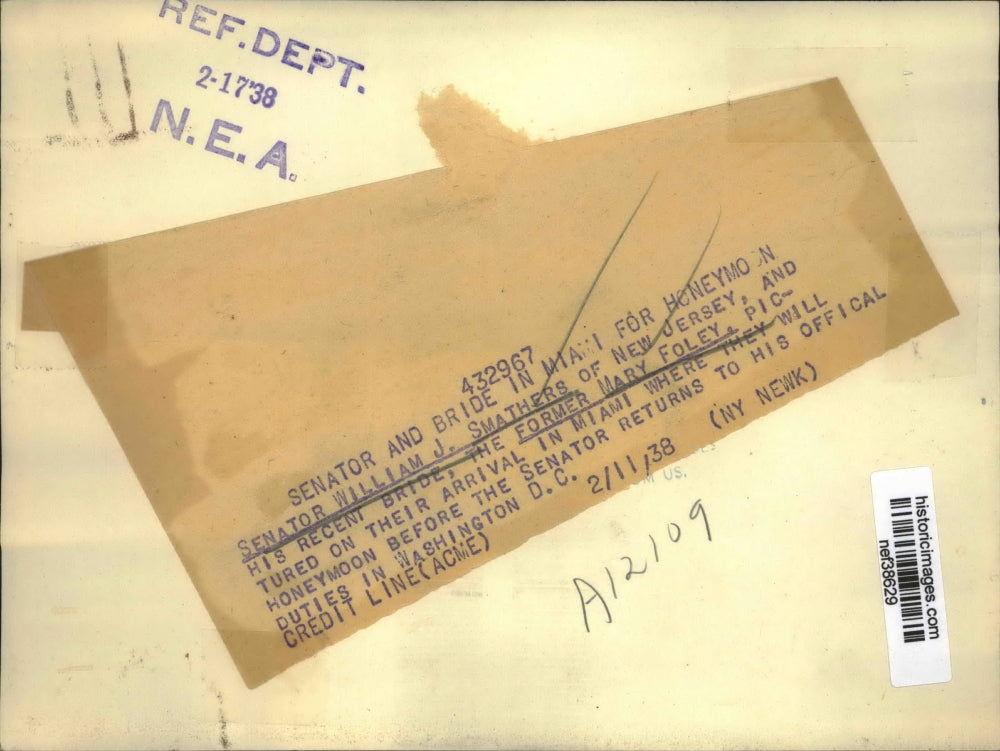 REF. DEPT.
2-17'38
N. E. A.
432967
SENATOR AND BRIDE IN MIAMI FOR HONEYMOON
SENATOR WILLIAM J. SMATHERS OF NEW JERSEY, AND
HIS RECENT BRIDE, THE FORMER MARY FOLEY, PIC-
TURED ON THEIR ARRIVAL IN MIAMI WHERE THEY WILL
HONEYMOON BEFORE THE SENATOR RETURNS TO HIS OFFICAL
DUTIES IN WASHINGTON D.C.
CREDIT LINE(ACME) 2/11/38 (NY NEWK)
US.
A12109
historicimages.com
nef38629